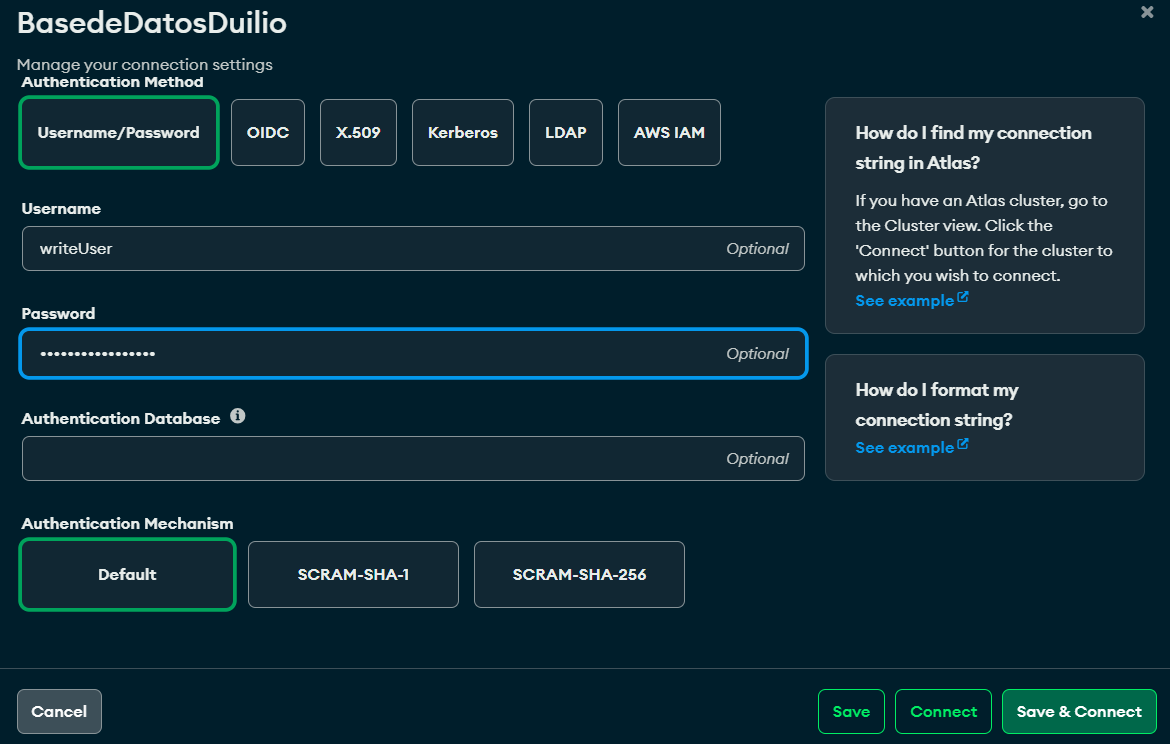 BasedeDatosDuilio
Manage your connection settings
Authentication Method
Username/Password OIDC X.509 Kerberos LDAP AWS IAM
Username
writeUser Optional
Password
••••••••••••••••• Optional
Authentication Database
Optional
Authentication Mechanism
Default SCRAM-SHA-1 SCRAM-SHA-256
How do I find my connection
string in Atlas?
If you have an Atlas cluster, go to
the Cluster view. Click the
'Connect' button for the cluster to
which you wish to connect.
See example
How do I format my
connection string?
See example
Cancel Save Connect Save & Connect